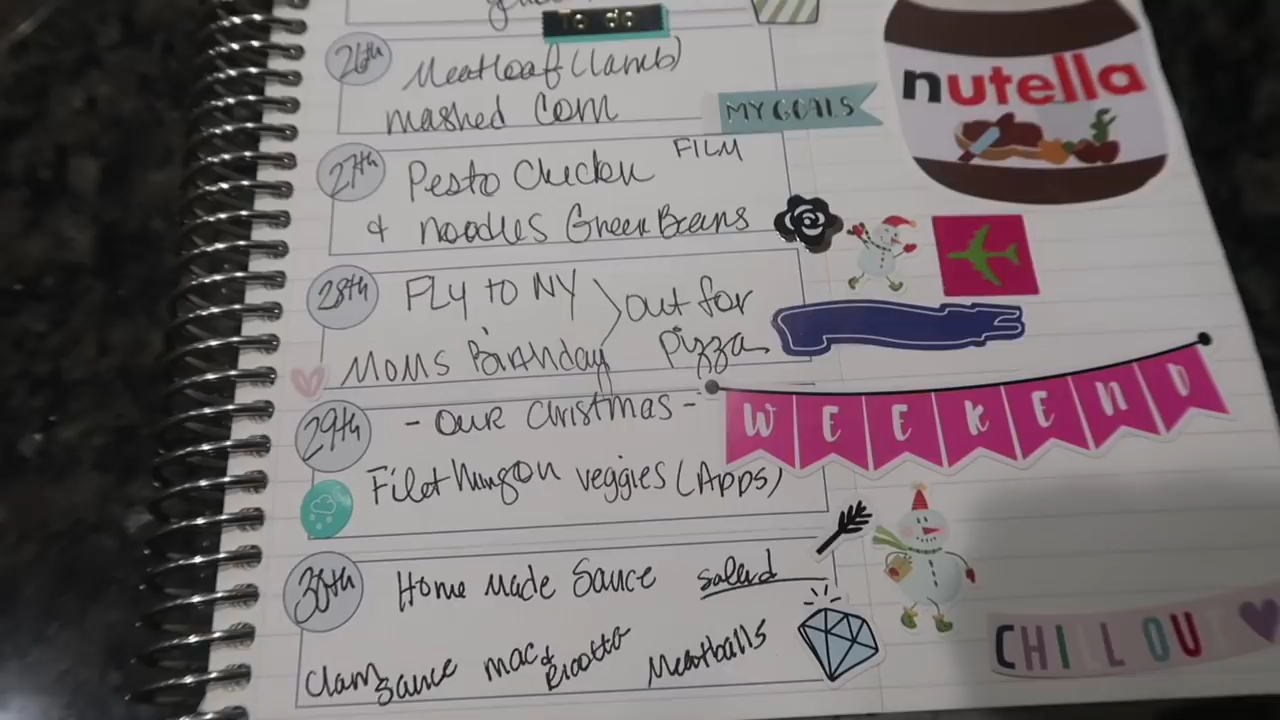 To do
26th Meatloaf (lamb)
mashed Corn
MY GOALS
nutella
27th Pesto Chicken FILM
& noodles Green Beans
28th FLY to NY out for
Moms Birthday pizza
29th - Our Christmas -
WEEKEND
Filet Mingon veggies (Apps)
30th Home Made Sauce salad
Clam Sauce mac & Ricotta Meatballs
CHILL OUT